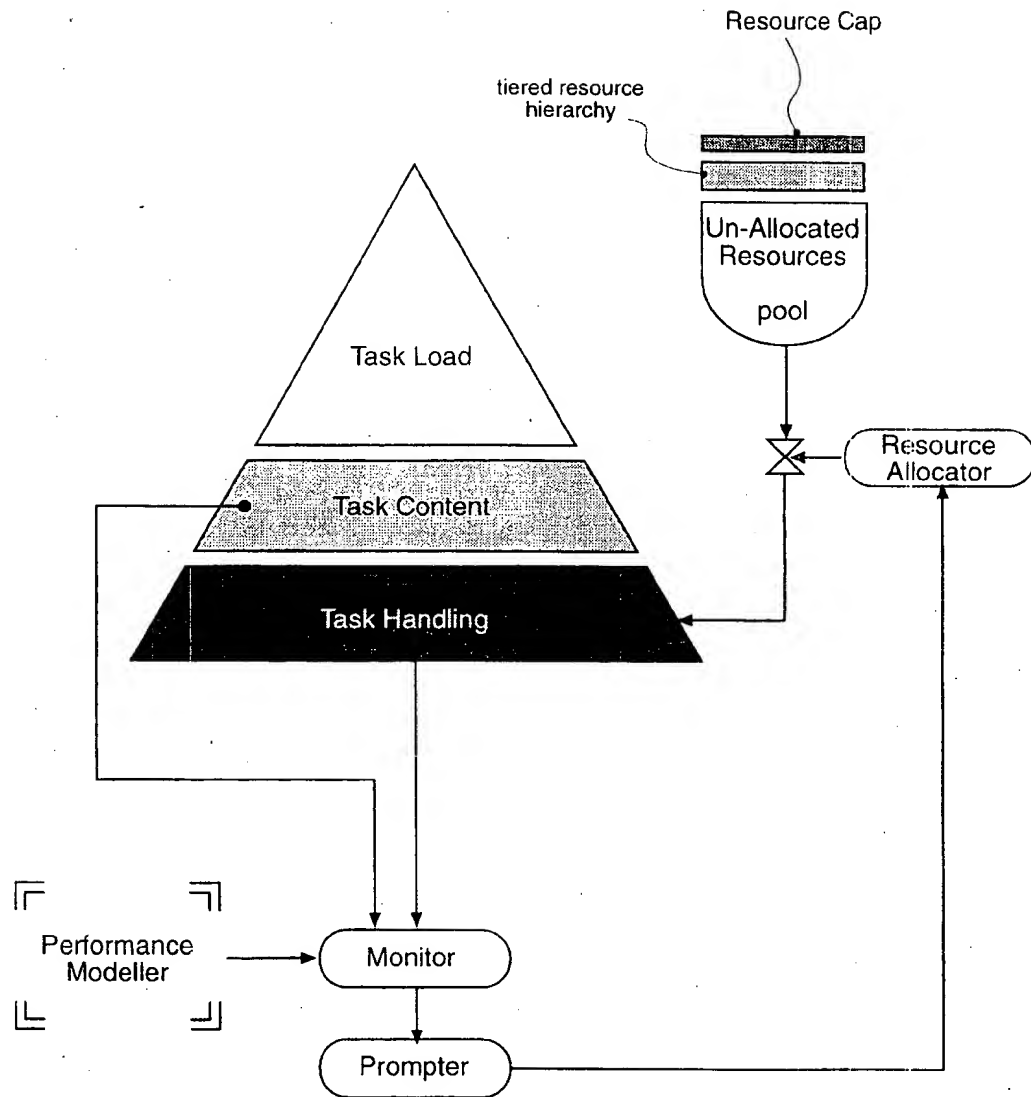 Resource Cap
tiered resource
hierarchy
Un-Allocated
Resources
pool
Task Load
Resource
Allocator
Task Content
Task Handling
Performance
Modeller
Monitor
Prompter